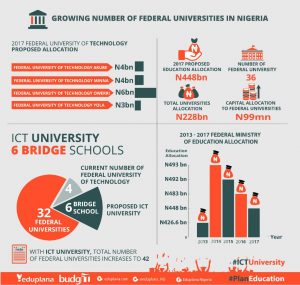 GROWING NUMBER OF FEDERAL UNIVERSITIES IN NIGERIA
2017 FEDERAL UNIVERSITY OF TECHNOLOGY
PROPOSED ALLOCATION
FEDERAL UNIVERSITY OF TECHNOLOGY AKURE N4bn
FEDERAL UNIVERSITY OF TECHNOLOGY MINNA N4bn
FEDERAL UNIVERSITY OF TECHNOLOGY OWERRI N6bn
FEDERAL UNIVERSITY OF TECHNOLOGY YOLA N3bn
2017 PROPOSED
EDUCATION ALLOCATION
N448bn
NUMBER OF
FEDERAL UNIVERSITY
36
TOTAL UNIVERSITIES
ALLOCATION
N228bn
CAPITAL ALLOCATION
TO FEDERAL UNIVERSITIES
N99mn
ICT UNIVERSITY
6 BRIDGE SCHOOLS
CURRENT NUMBER OF
FEDERAL UNIVERSITY
OF TECHNOLOGY
4
6 BRIDGE
SCHOOL
PROPOSED ICT
UNIVERSITY
32
FEDERAL
UNIVERSITIES
WITH ICT UNIVERSITY, TOTAL NUMBER
OF FEDERAL UNIVERSITIES INCREASES TO 42
2013 - 2017 FEDERAL MINISTRY
OF EDUCATION ALLOCATION
Education
Allocation
N493 bn
N492 bn
N483 bn
N448 bn
N426.6 bn
2013 2014 2015 2016 2017
#ICTUniversity
#PlanEducation
eduplana
budgIT
eduplana
eduplana_ng
Eduplana Nigeria